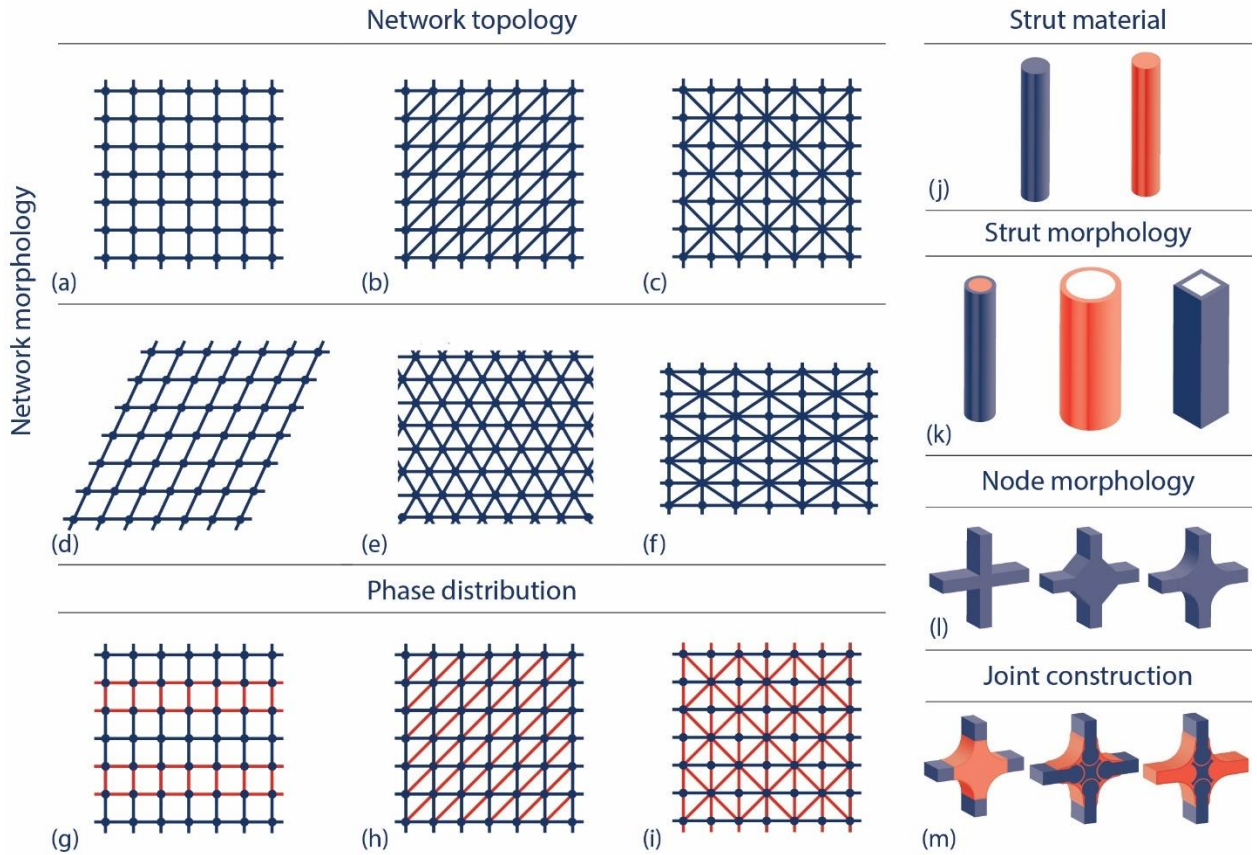 Network topology
Network morphology
(a)
(b)
(c)
(d)
(e)
(f)
Phase distribution
(g)
(h)
(i)
Strut material
(j)
Strut morphology
(k)
Node morphology
(l)
Joint construction
(m)